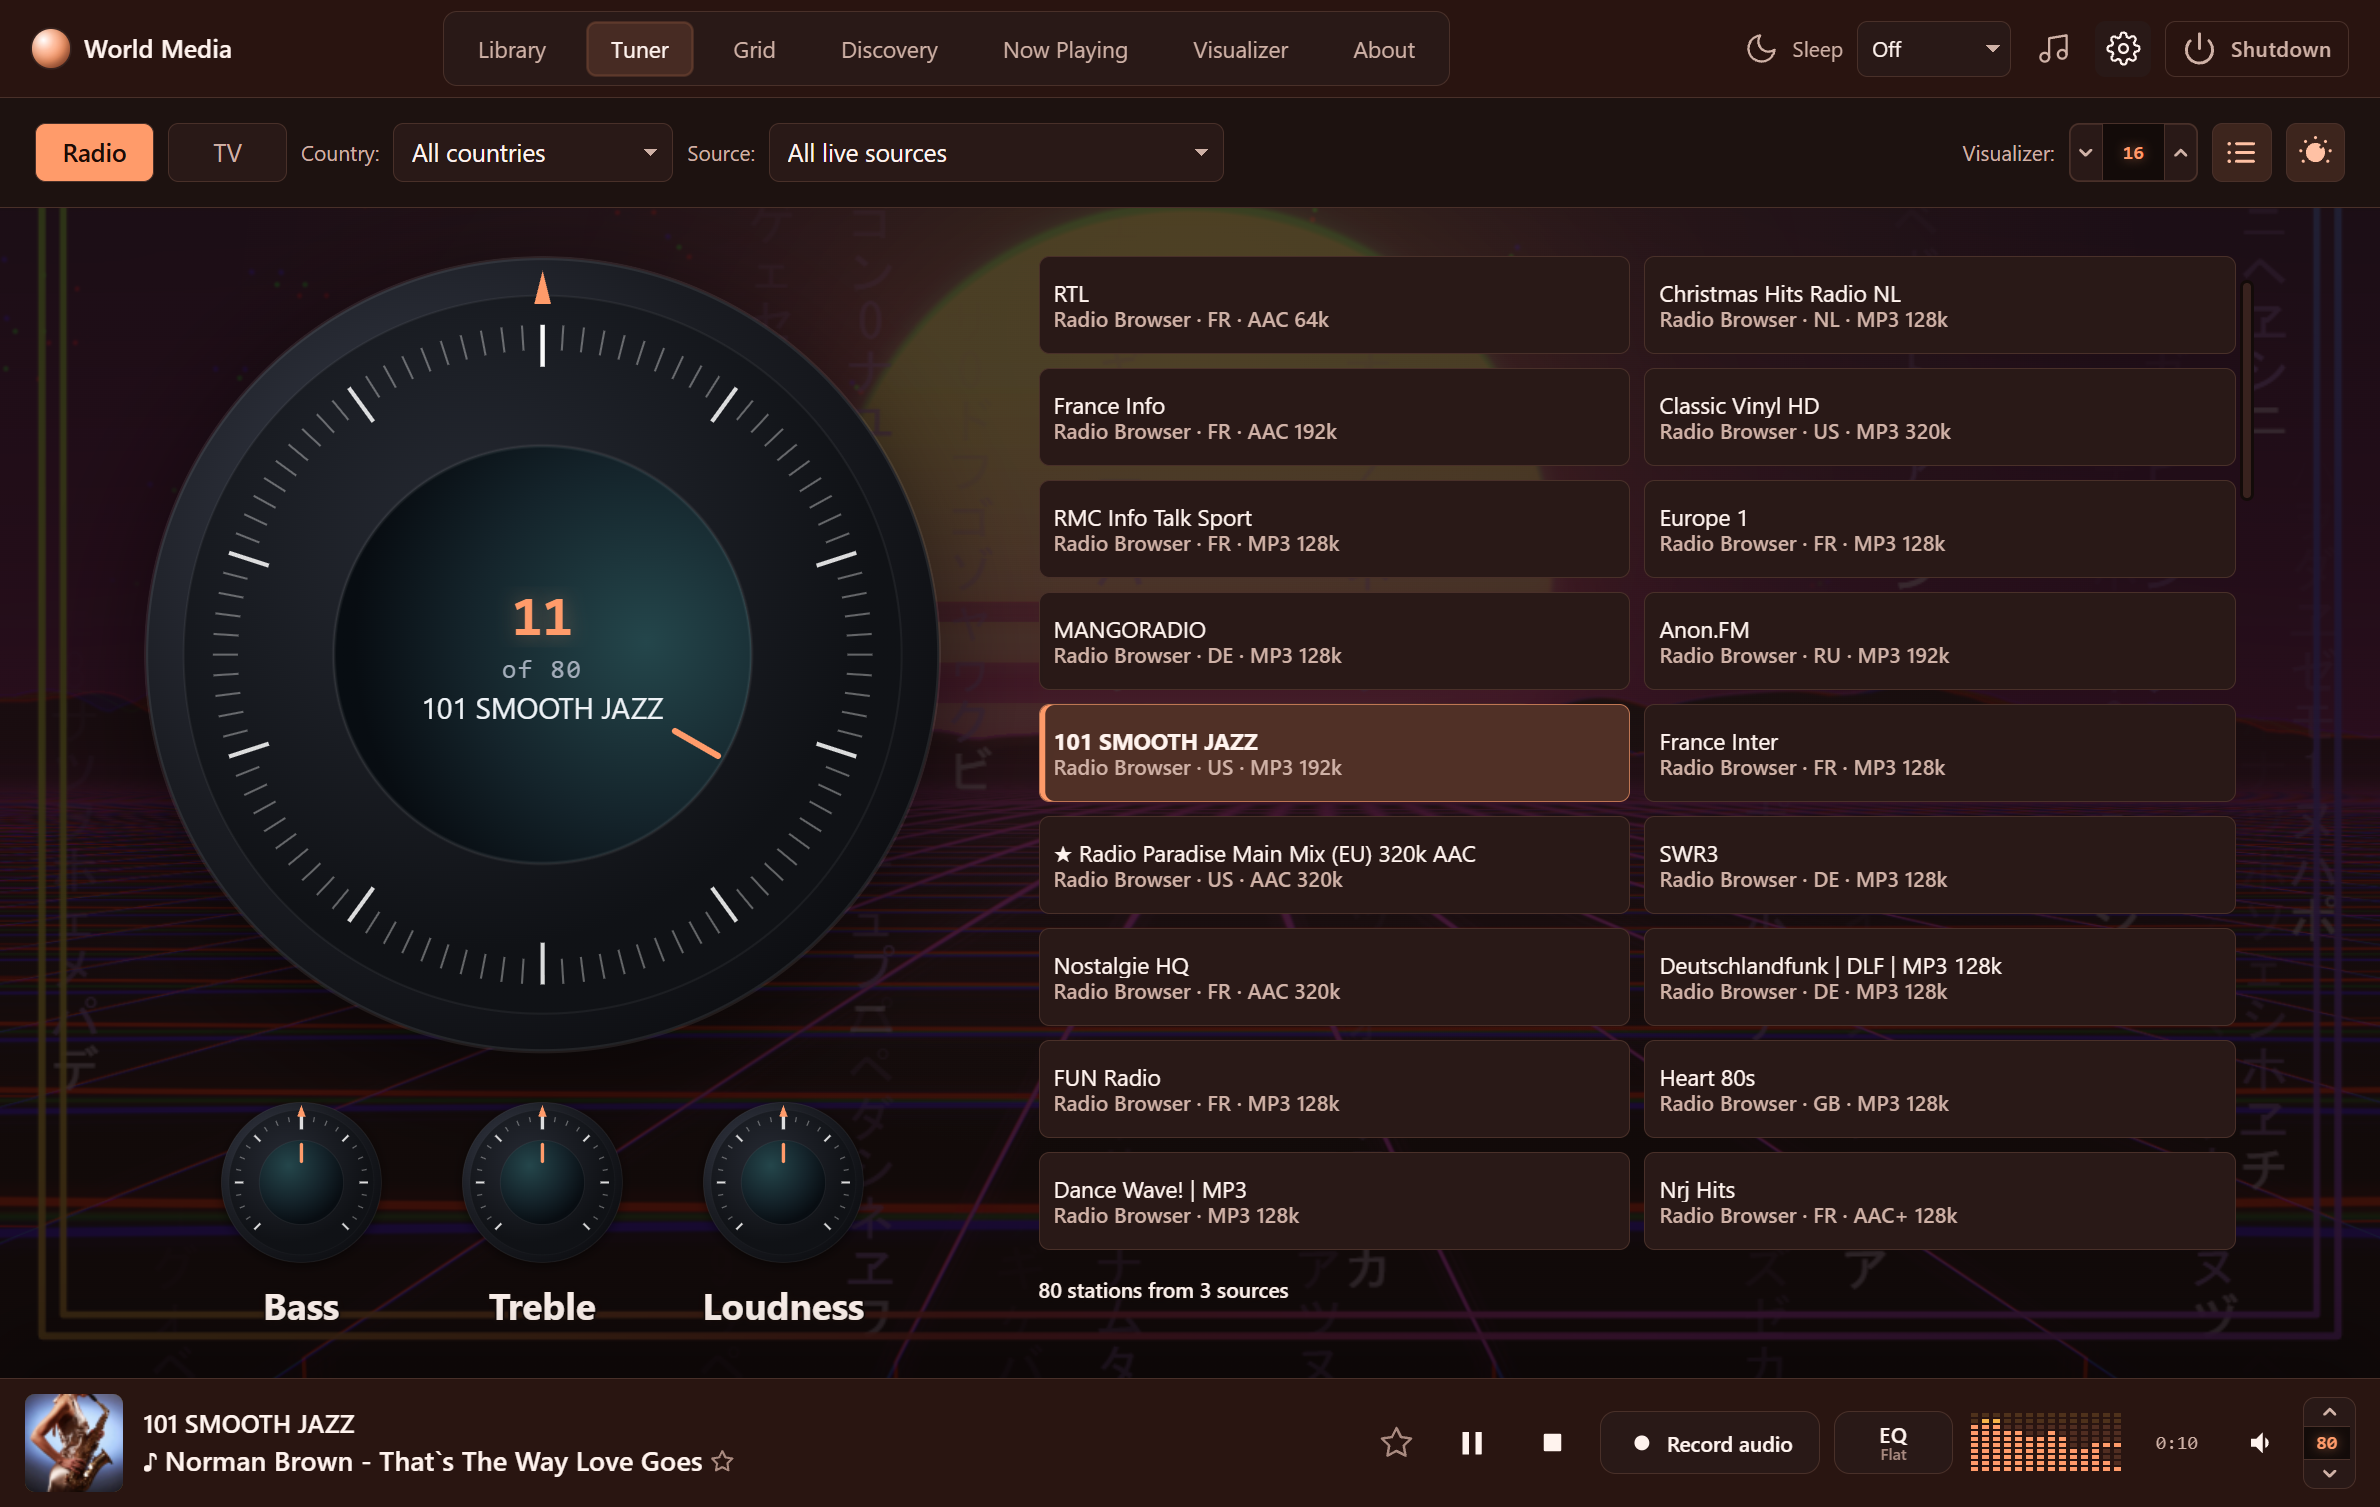 World Media
Library
Tuner
Grid
Discovery
Now Playing
Visualizer
About
Sleep
Off
Shutdown
Radio
TV
Country:
All countries
Source:
All live sources
Visualizer:
16
11
of 80
101 SMOOTH JAZZ
Bass
Treble
Loudness
RTL
Radio Browser · FR · AAC 64k
Christmas Hits Radio NL
Radio Browser · NL · MP3 128k
France Info
Radio Browser · FR · AAC 192k
Classic Vinyl HD
Radio Browser · US · MP3 320k
RMC Info Talk Sport
Radio Browser · FR · MP3 128k
Europe 1
Radio Browser · FR · MP3 128k
MANGORADIO
Radio Browser · DE · MP3 128k
Anon.FM
Radio Browser · RU · MP3 192k
101 SMOOTH JAZZ
Radio Browser · US · MP3 192k
France Inter
Radio Browser · FR · MP3 128k
★ Radio Paradise Main Mix (EU) 320k AAC
Radio Browser · US · AAC 320k
SWR3
Radio Browser · DE · MP3 128k
Nostalgie HQ
Radio Browser · FR · AAC 320k
Deutschlandfunk | DLF | MP3 128k
Radio Browser · DE · MP3 128k
FUN Radio
Radio Browser · FR · MP3 128k
Heart 80s
Radio Browser · GB · MP3 128k
Dance Wave! | MP3
Radio Browser · MP3 128k
Nrj Hits
Radio Browser · FR · AAC+ 128k
80 stations from 3 sources
101 SMOOTH JAZZ
♪ Norman Brown - That`s The Way Love Goes ☆
Record audio
EQ
Flat
0:10
80